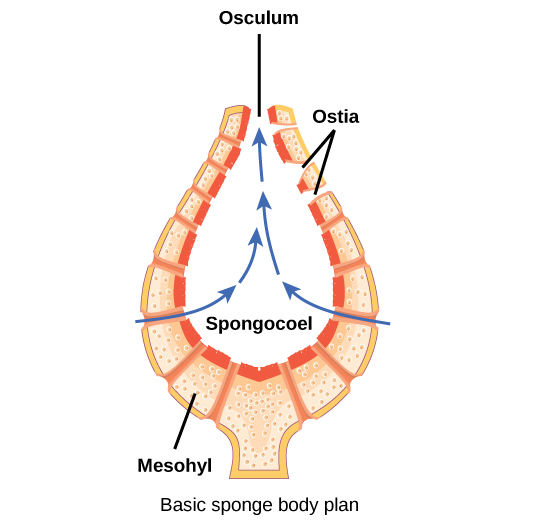 Osculum
Ostia
Spongocoel
Mesohyl
Basic sponge body plan